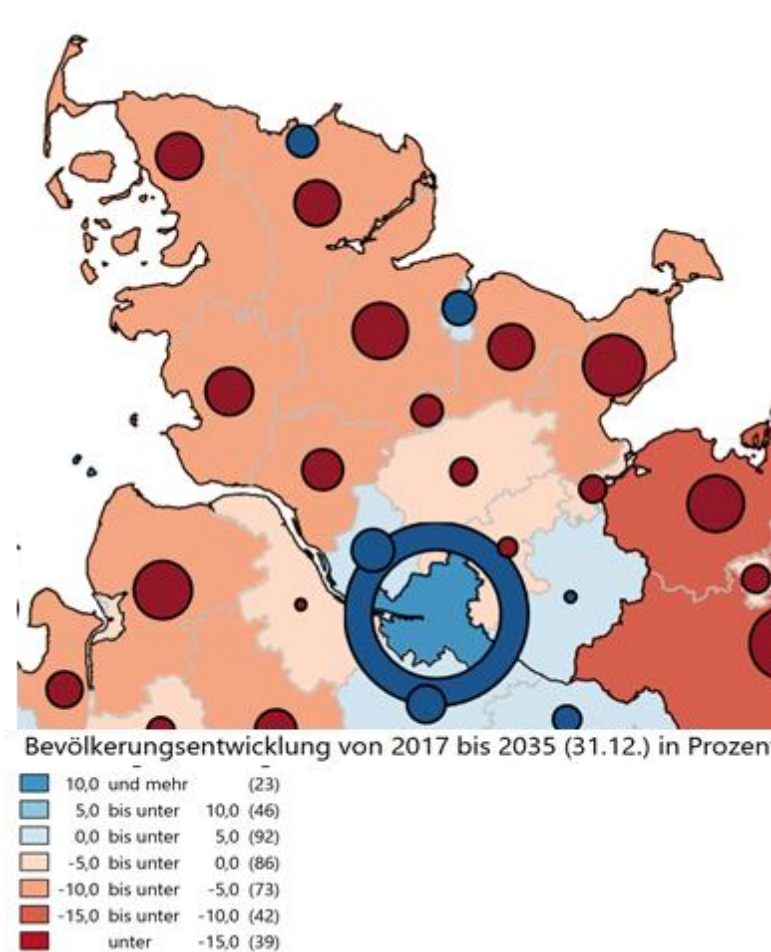 Bevölkerungsentwicklung von 2017 bis 2035 (31.12.) in Prozen
10,0 und mehr (23)
5,0 bis unter 10,0 (46)
0,0 bis unter 5,0 (92)
-5,0 bis unter 0,0 (86)
-10,0 bis unter -5,0 (73)
-15,0 bis unter -10,0 (42)
unter -15,0 (39)